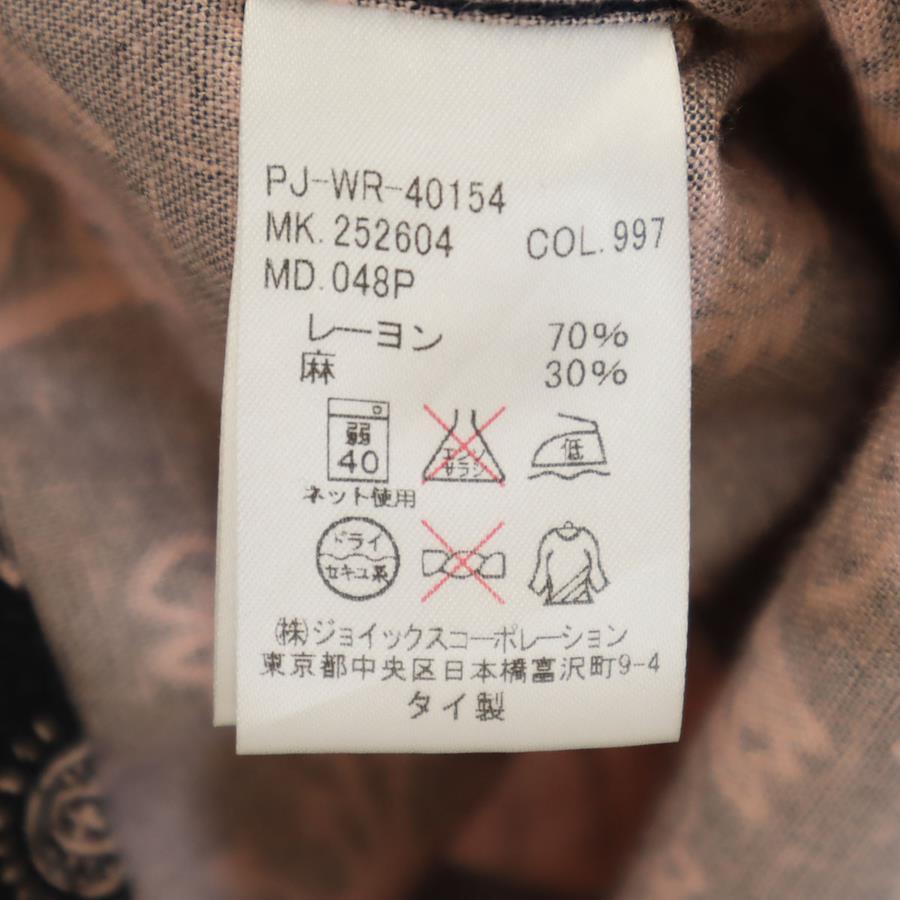 PJ-WR-40154
MK.252604 COL.997
MD.048P
レーヨン 70%
麻 30%
弱
40
エンソ
サラシ
低
ネット使用
ドライ
セキユ系
㈱ジョイックスコーポレーション
東京都中央区日本橋富沢町9-4
タイ製